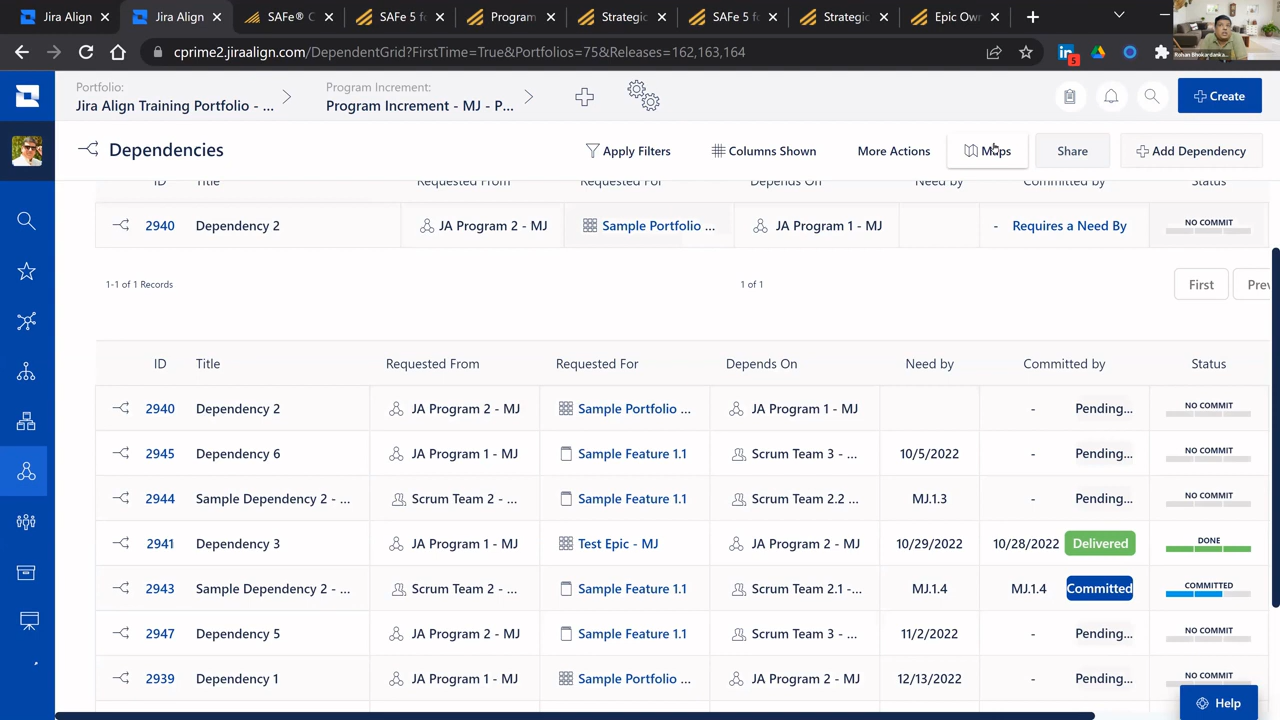 Jira Align
Jira Align
SAFe® C
SAFe 5 f
Program
Strategic
SAFe 5 f
Strategic
Epic Own
cprime2.jiraalign.com/DependentGrid?FirstTime=True&Portfolios=75&Releases=162,163,164
5
Rohan Bhokardanka...
Portfolio:
Jira Align Training Portfolio - ...
Program Increment:
Program Increment - MJ - P...
Create
Dependencies
Apply Filters
Columns Shown
More Actions
Maps
Share
Add Dependency
ID Title Requested From Requested For Depends On Need by Committed by Status
2940 Dependency 2 JA Program 2 - MJ Sample Portfolio ... JA Program 1 - MJ - Requires a Need By NO COMMIT
1-1 of 1 Records 1 of 1 First Prev
ID Title Requested From Requested For Depends On Need by Committed by Status
2940 Dependency 2 JA Program 2 - MJ Sample Portfolio ... JA Program 1 - MJ - Pending... NO COMMIT
2945 Dependency 6 JA Program 1 - MJ Sample Feature 1.1 Scrum Team 3 - ... 10/5/2022 - Pending... NO COMMIT
2944 Sample Dependency 2 - ... Scrum Team 2 - ... Sample Feature 1.1 Scrum Team 2.2 ... MJ.1.3 - Pending... NO COMMIT
2941 Dependency 3 JA Program 1 - MJ Test Epic - MJ JA Program 2 - MJ 10/29/2022 10/28/2022 Delivered DONE
2943 Sample Dependency 2 - ... Scrum Team 2 - ... Sample Feature 1.1 Scrum Team 2.1 -... MJ.1.4 MJ.1.4 Committed COMMITTED
2947 Dependency 5 JA Program 2 - MJ Sample Feature 1.1 Scrum Team 3 - ... 11/2/2022 - Pending... NO COMMIT
2939 Dependency 1 JA Program 1 - MJ Sample Portfolio ... JA Program 2 - MJ 12/13/2022 - Pending... NO COMMIT
Help